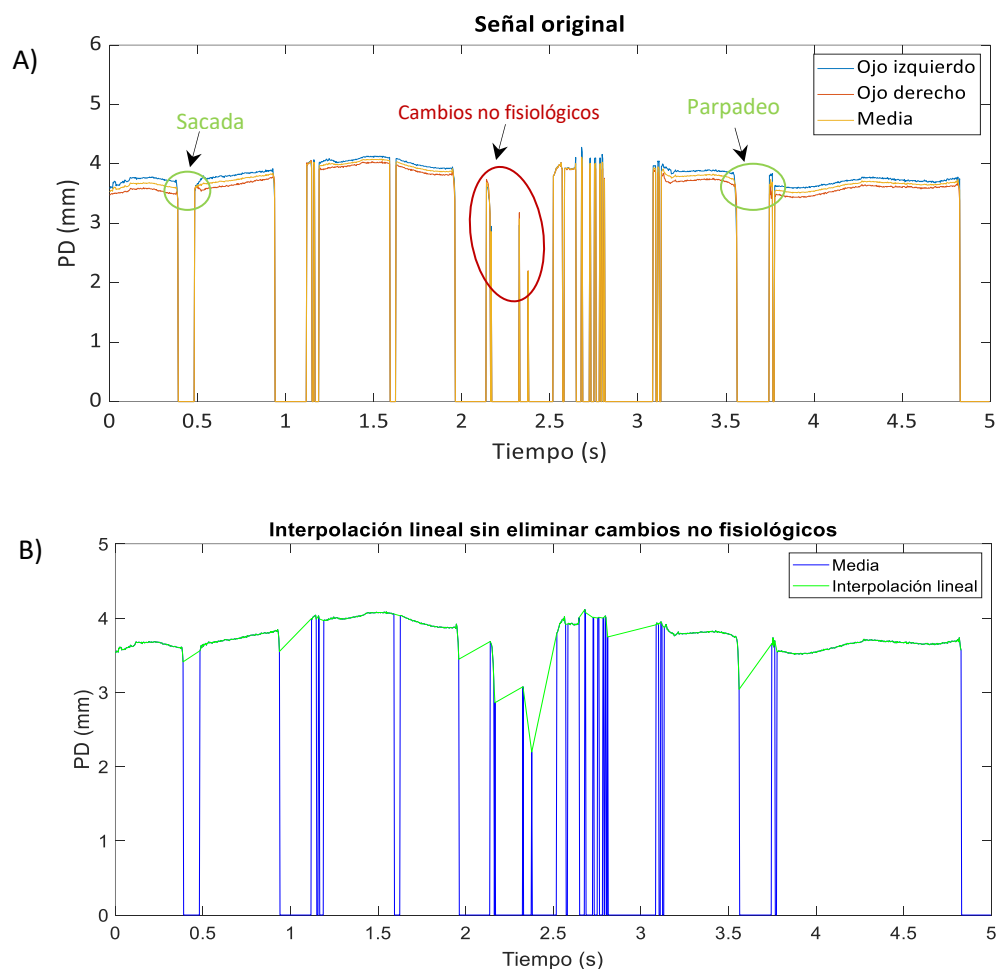 Señal original
A)
6
5
4
3
2
1
0
PD (mm)
Ojo izquierdo
Ojo derecho
Media
Sacada
Cambios no fisiológicos
Parpadeo
0 0.5 1 1.5 2 2.5 3 3.5 4 4.5 5
Tiempo (s)
Interpolación lineal sin eliminar cambios no fisiológicos
B)
5
4
3
2
1
0
PD (mm)
Media
Interpolación lineal
0 0.5 1 1.5 2 2.5 3 3.5 4 4.5 5
Tiempo (s)